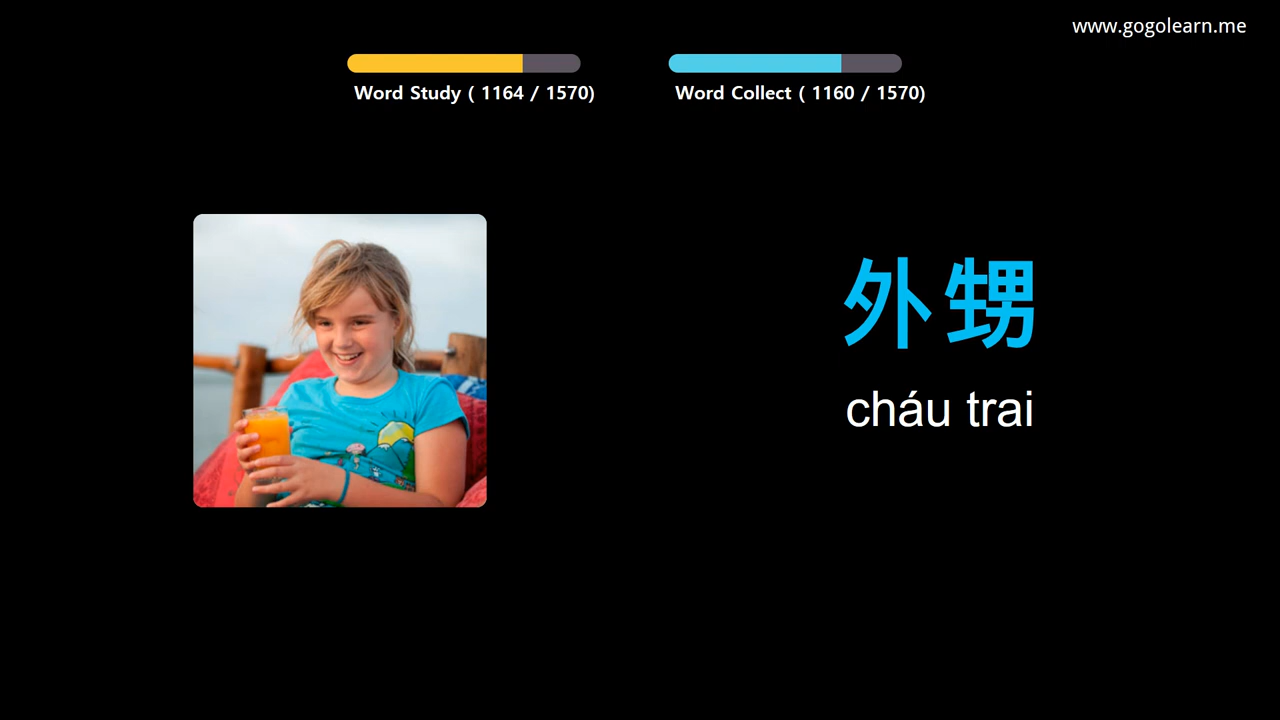 www.gogolearn.me
Word Study ( 1164 / 1570)
Word Collect ( 1160 / 1570)
外甥
cháu trai